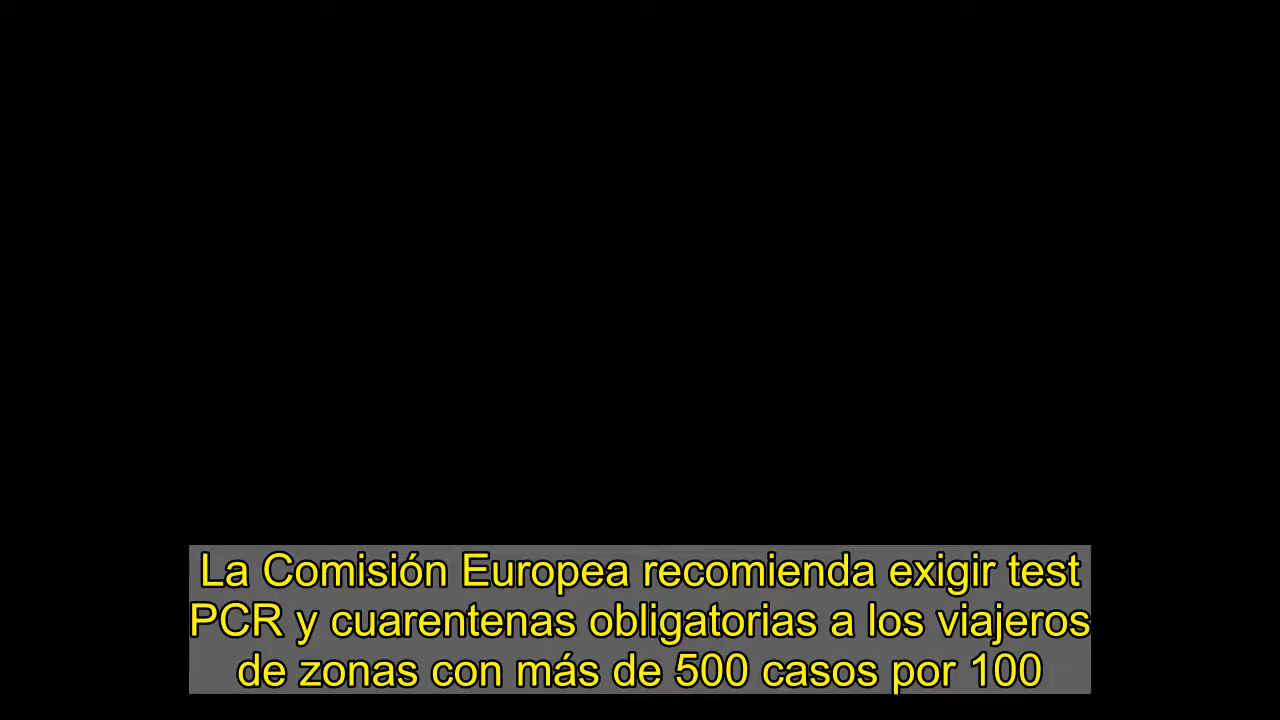 La Comisión Europea recomienda exigir test
PCR y cuarentenas obligatorias a los viajeros
de zonas con más de 500 casos por 100